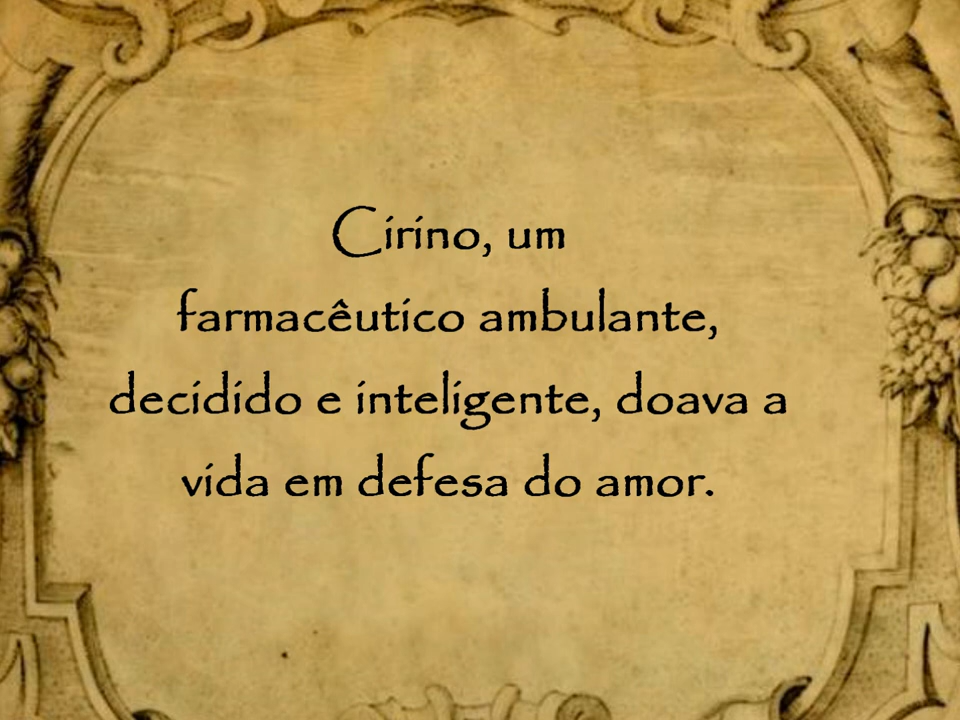 Cirino, um
farmacêutico ambulante,
decidido e inteligente, doava a
vida em defesa do amor.